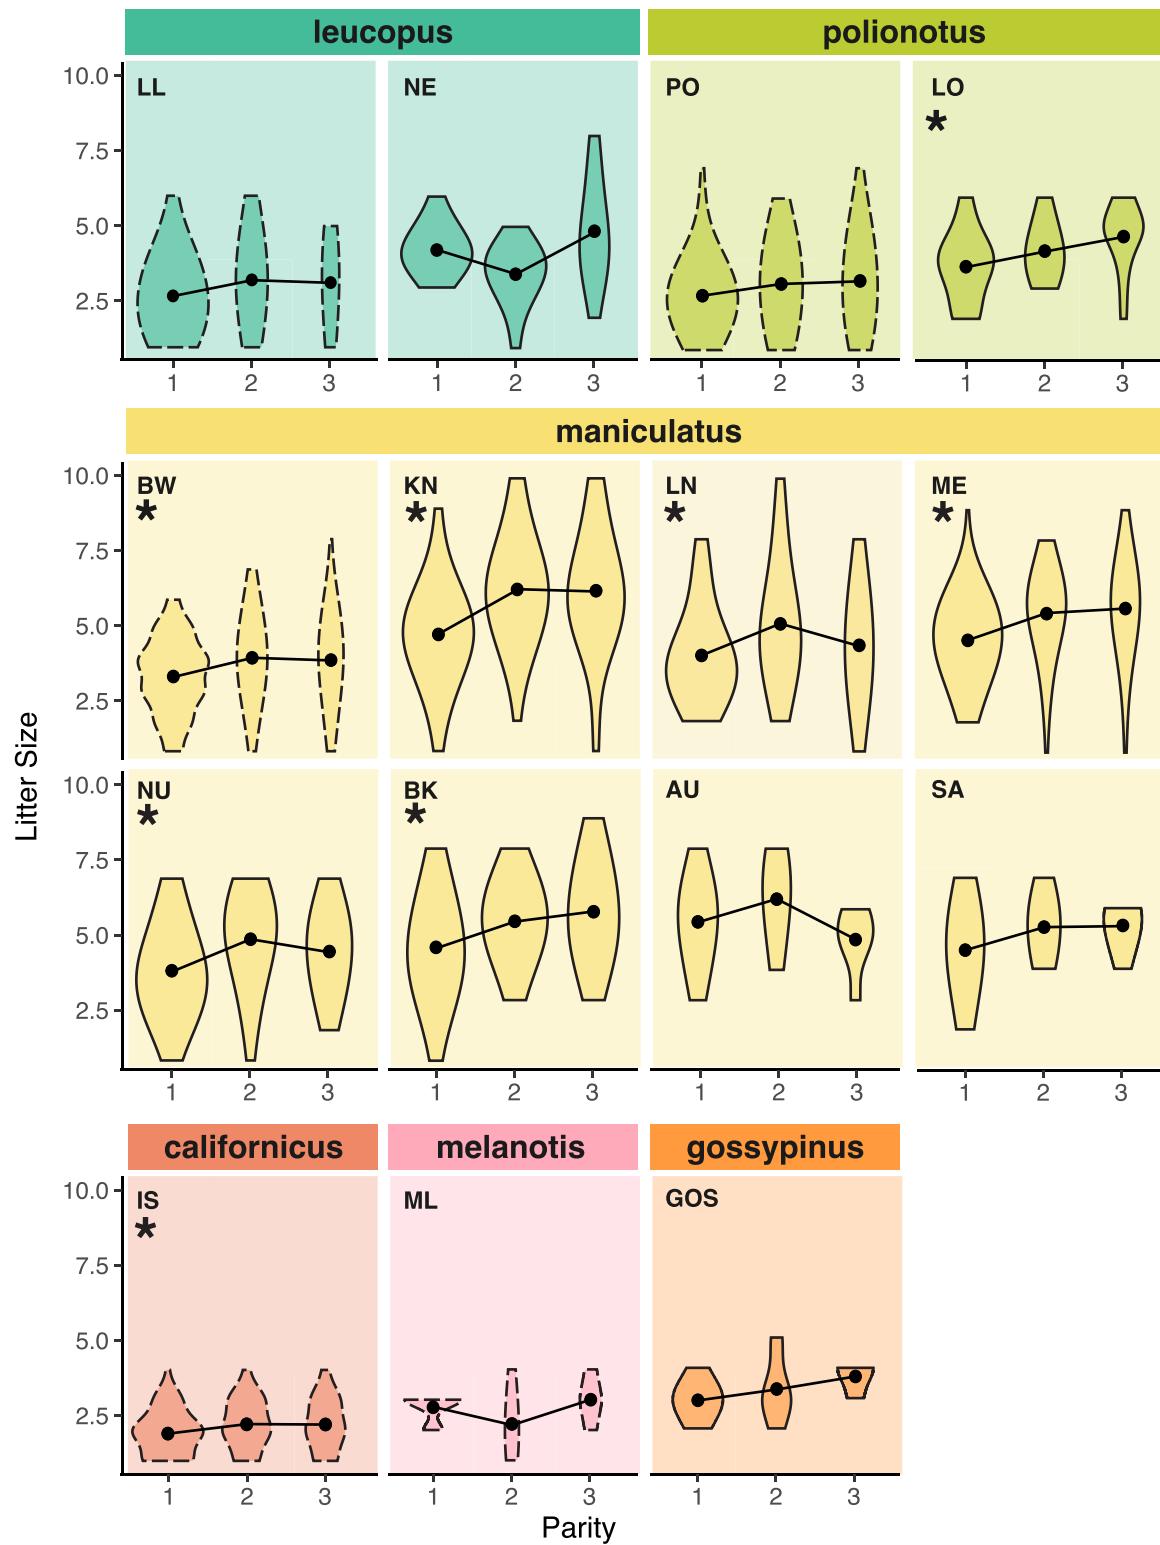 leucopus polionotus
LL NE PO LO
*
10.0
7.5
5.0
2.5
1 2 3 1 2 3 1 2 3 1 2 3
maniculatus
BW KN LN ME
* * * *
10.0
7.5
5.0
2.5
NU BK AU SA
* *
10.0
7.5
5.0
2.5
1 2 3 1 2 3 1 2 3 1 2 3
Litter Size
californicus melanotis gossypinus
IS ML GOS
*
10.0
7.5
5.0
2.5
1 2 3 1 2 3 1 2 3
Parity